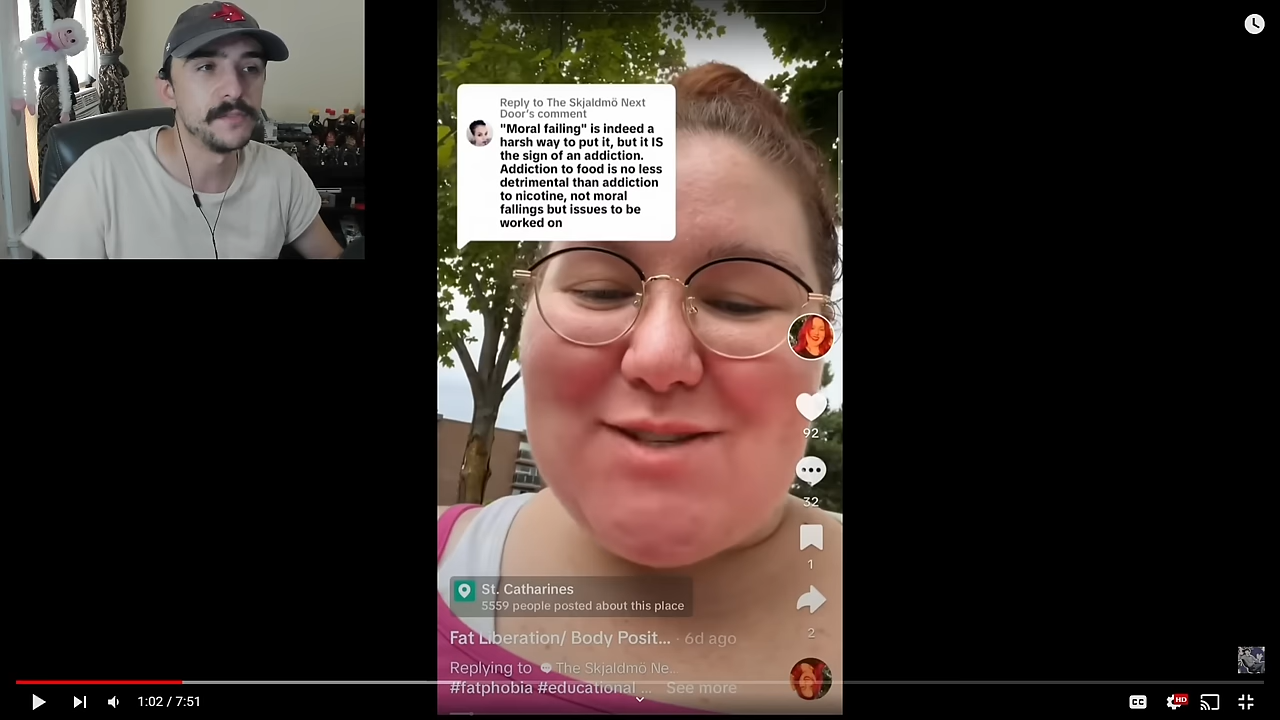 Reply to The Skjaldmö Next
Door's comment
"Moral failing" is indeed a
harsh way to put it, but it IS
the sign of an addiction.
Addiction to food is no less
detrimental than addiction
to nicotine, not moral
fallings but issues to be
worked on
92
32
1
2
St. Catharines
5559 people posted about this place
Fat Liberation/ Body Posit... · 6d ago
Replying to The Skjaldmö Ne...
#fatphobia #educational ... See more
1:02 / 7:51
CC
HD